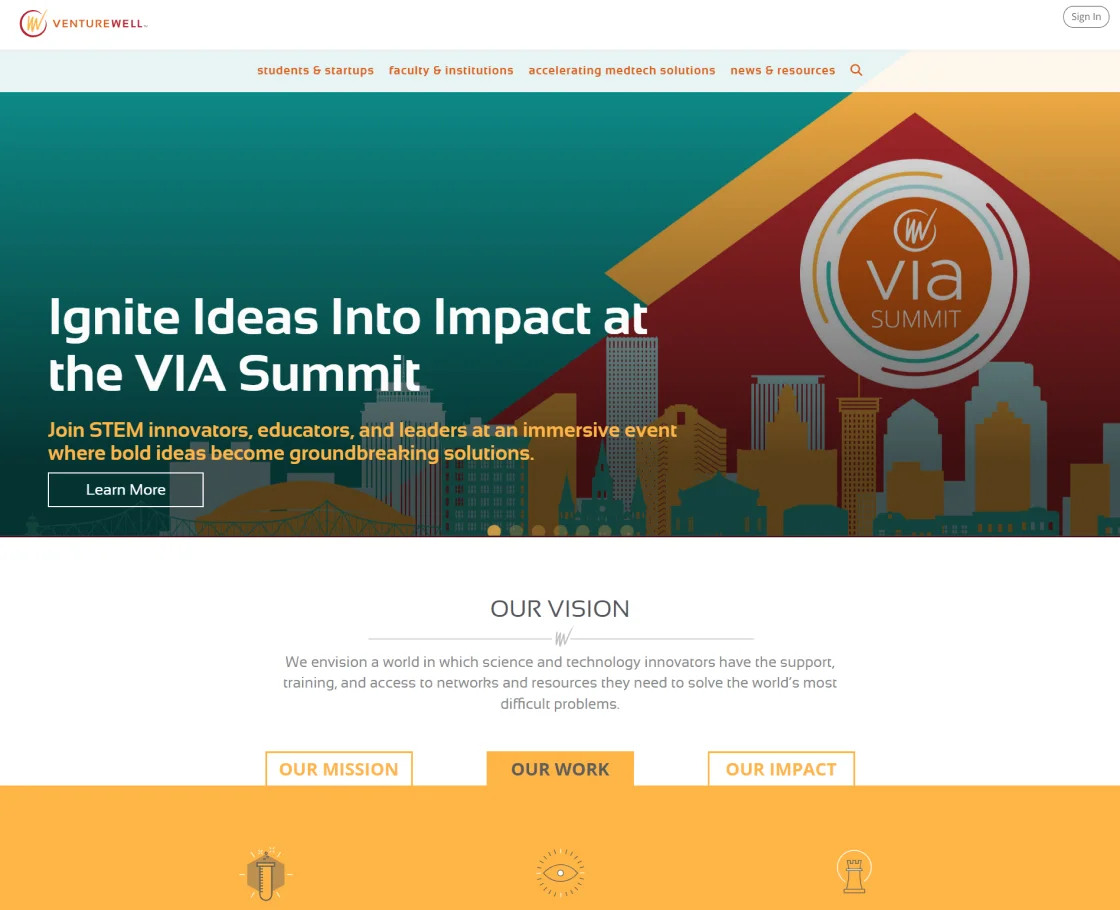 VENTUREWELL
Sign In
students & startups
faculty & institutions
accelerating medtech solutions
news & resources
via
SUMMIT
Ignite Ideas Into Impact at
the VIA Summit
Join STEM innovators, educators, and leaders at an immersive event
where bold ideas become groundbreaking solutions.
Learn More
OUR VISION
We envision a world in which science and technology innovators have the support,
training, and access to networks and resources they need to solve the world's most
difficult problems.
OUR MISSION
OUR WORK
OUR IMPACT